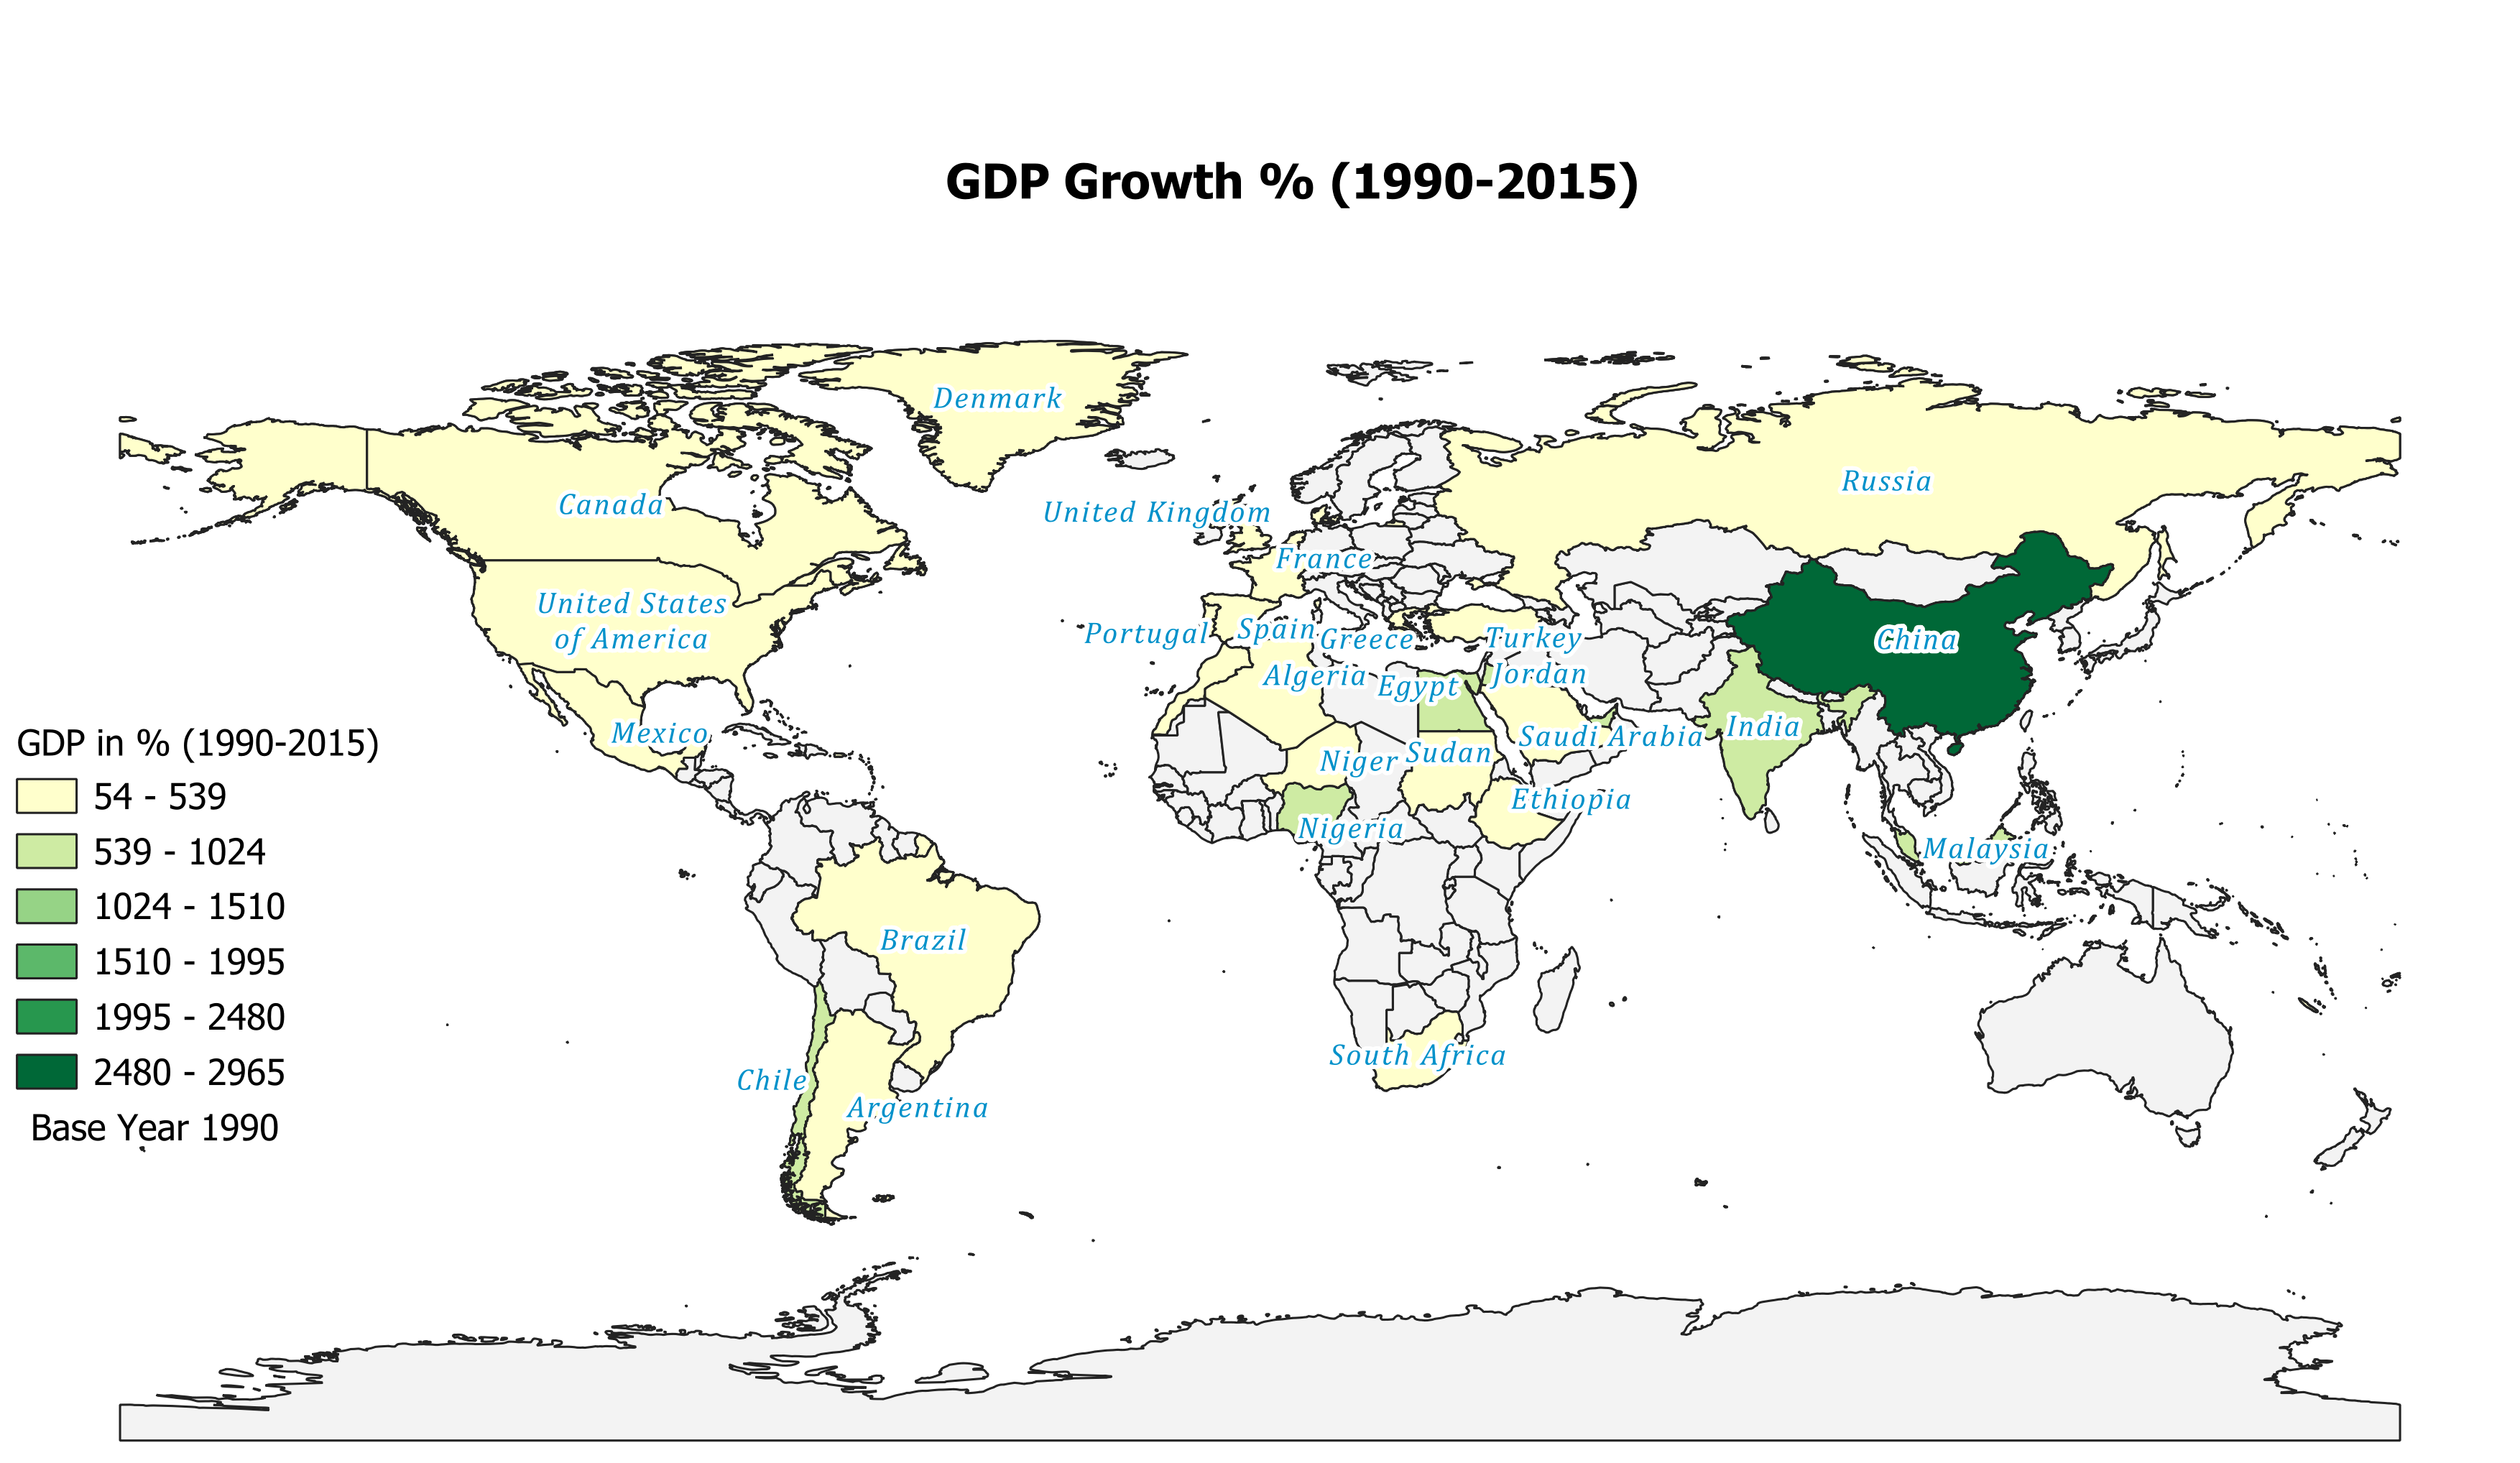 GDP Growth % (1990-2015)
Denmark
Russia
Canada
United Kingdom
France
United States
of America
Portugal
Spain
Greece
Turkey
China
Algeria
Egypt
Jordan
Mexico
India
Saudi Arabia
Niger
Sudan
Ethiopia
Nigeria
Malaysia
Brazil
South Africa
Chile
Argentina
GDP in % (1990-2015)
54 - 539
539 - 1024
1024 - 1510
1510 - 1995
1995 - 2480
2480 - 2965
Base Year 1990